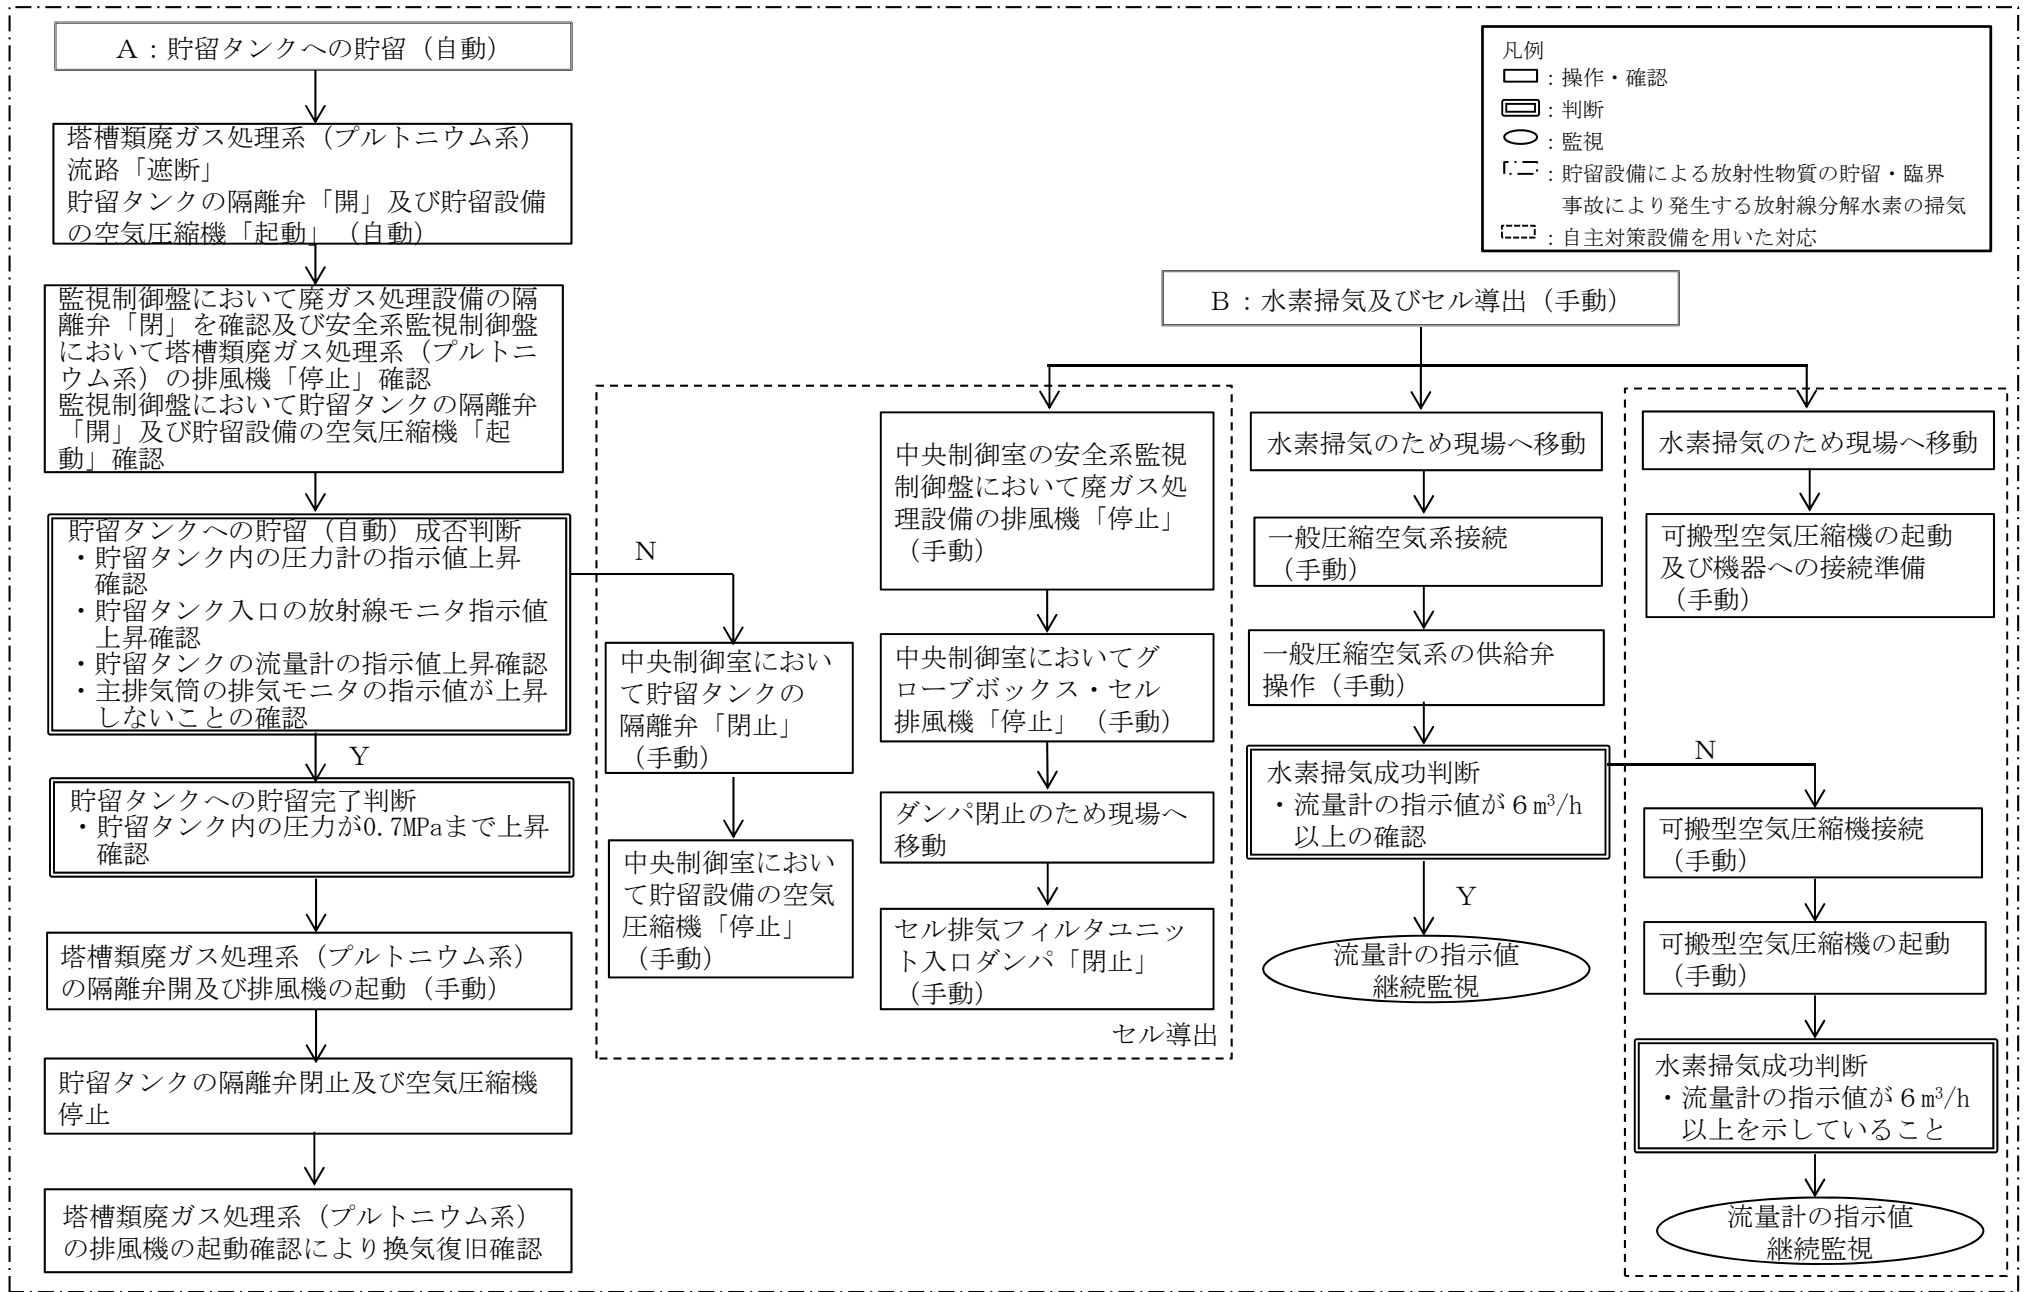 A：貯留タンクへの貯留（自動）
塔槽類廃ガス処理系（プルトニウム系）
流路「遮断」
貯留タンクの隔離弁「開」及び貯留設備
の空気圧縮機「起動」（自動）
監視制御盤において廃ガス処理設備の隔
離弁「閉」を確認及び安全系監視制御盤
において塔槽類廃ガス処理系（プルトニ
ウム系）の排風機「停止」確認
監視制御盤において貯留タンクの隔離弁
「開」及び貯留設備の空気圧縮機「起
動」確認
貯留タンクへの貯留（自動）成否判断
・貯留タンク内の圧力計の指示値上昇
確認
・貯留タンク入口の放射線モニタ指示値
上昇確認
・貯留タンクの流量計の指示値上昇確認
・主排気筒の排気モニタの指示値が上昇
しないことの確認
N
Y
貯留タンクへの貯留完了判断
・貯留タンク内の圧力が0.7MPaまで上昇
確認
塔槽類廃ガス処理系（プルトニウム系）
の隔離弁開及び排風機の起動（手動）
貯留タンクの隔離弁閉止及び空気圧縮機
停止
塔槽類廃ガス処理系（プルトニウム系）
の排風機の起動確認により換気復旧確認
中央制御室におい
て貯留タンクの
隔離弁「閉止」
（手動）
中央制御室におい
て貯留設備の空気
圧縮機「停止」
（手動）
凡例
：操作・確認
：判断
：監視
：貯留設備による放射性物質の貯留・臨界
事故により発生する放射線分解水素の掃気
：自主対策設備を用いた対応
B：水素掃気及びセル導出（手動）
中央制御室の安全系監視
制御盤において廃ガス処
理設備の排風機「停止」
（手動）
中央制御室においてグ
ローブボックス・セル
排風機「停止」（手動）
ダンパ閉止のため現場へ
移動
セル排気フィルタユニッ
ト入口ダンパ「閉止」
（手動）
セル導出
水素掃気のため現場へ移動
一般圧縮空気系接続
（手動）
一般圧縮空気系の供給弁
操作（手動）
水素掃気成功判断
・流量計の指示値が６m³/h
以上の確認
N
Y
流量計の指示値
継続監視
水素掃気のため現場へ移動
可搬型空気圧縮機の起動
及び機器への接続準備
（手動）
可搬型空気圧縮機接続
（手動）
可搬型空気圧縮機の起動
（手動）
水素掃気成功判断
・流量計の指示値が６m³/h
以上を示していること
流量計の指示値
継続監視